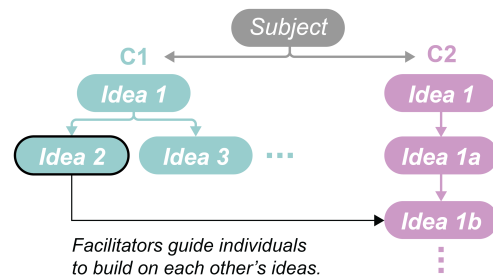 Subject
C1
C2
Idea 1
Idea 1
Idea 2
Idea 3
...
Idea 1a
Idea 1b
Facilitators guide individuals
to build on each other's ideas.